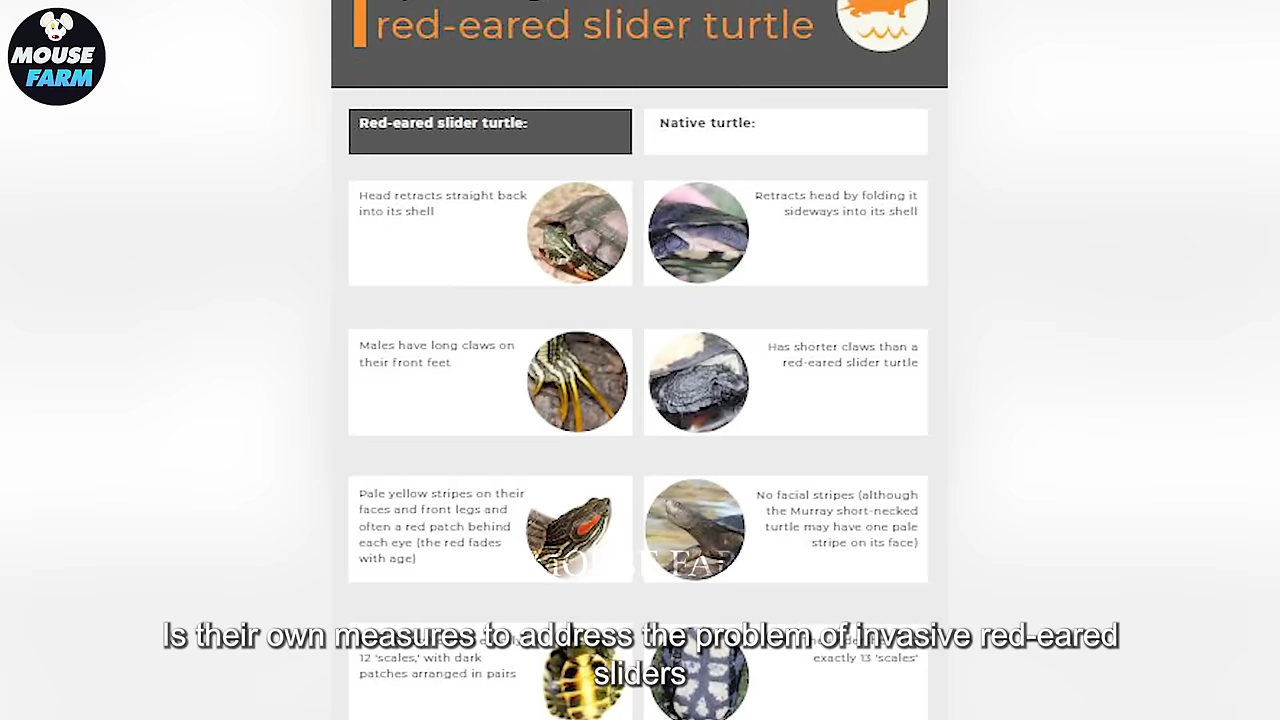 MOUSE
FARM
red-eared slider turtle
Red-eared slider turtle:
Native turtle:
Head retracts straight back
into its shell
Retracts head by folding it
sideways into its shell
Males have long claws on
their front feet
Has shorter claws than a
red-eared slider turtle
Pale yellow stripes on their
faces and front legs and
often a red patch behind
each eye (the red fades
with age)
No facial stripes (although
the Murray short-necked
turtle may have one pale
stripe on its face)
MOUSE FAR
Is their own measures to address the problem of invasive red-eared
sliders
12 'scales,' with dark
patches arranged in pairs
exactly 13 'scales'